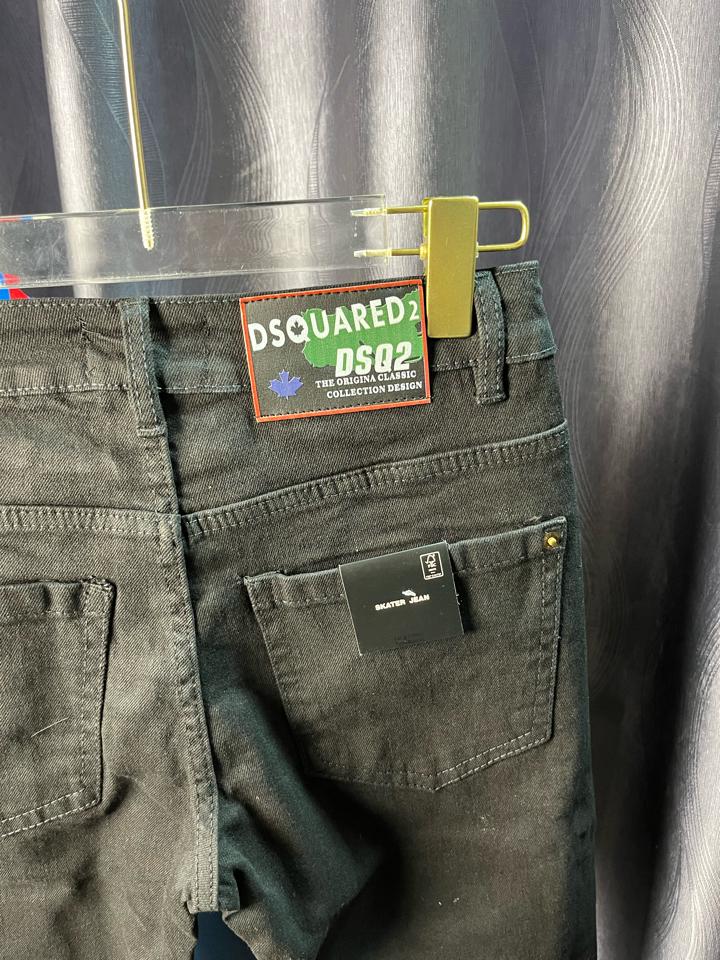 DSQUARED2
DSQ2
THE ORIGINA CLASSIC
COLLECTION DESIGN
SKATER JEAN